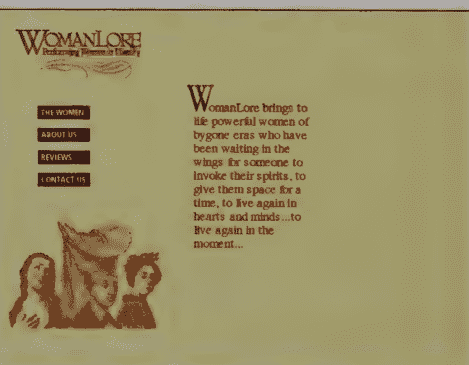 WOMANLORE
Performing Women in History
THE WOMEN
ABOUT US
REVIEWS
CONTACT US
WomanLore brings to
life powerful women of
bygone eras who have
been waiting in the
wings for someone to
invoke their spirits, to
give them space for a
time, to live again in
hearts and minds...to
live again in the
moment...